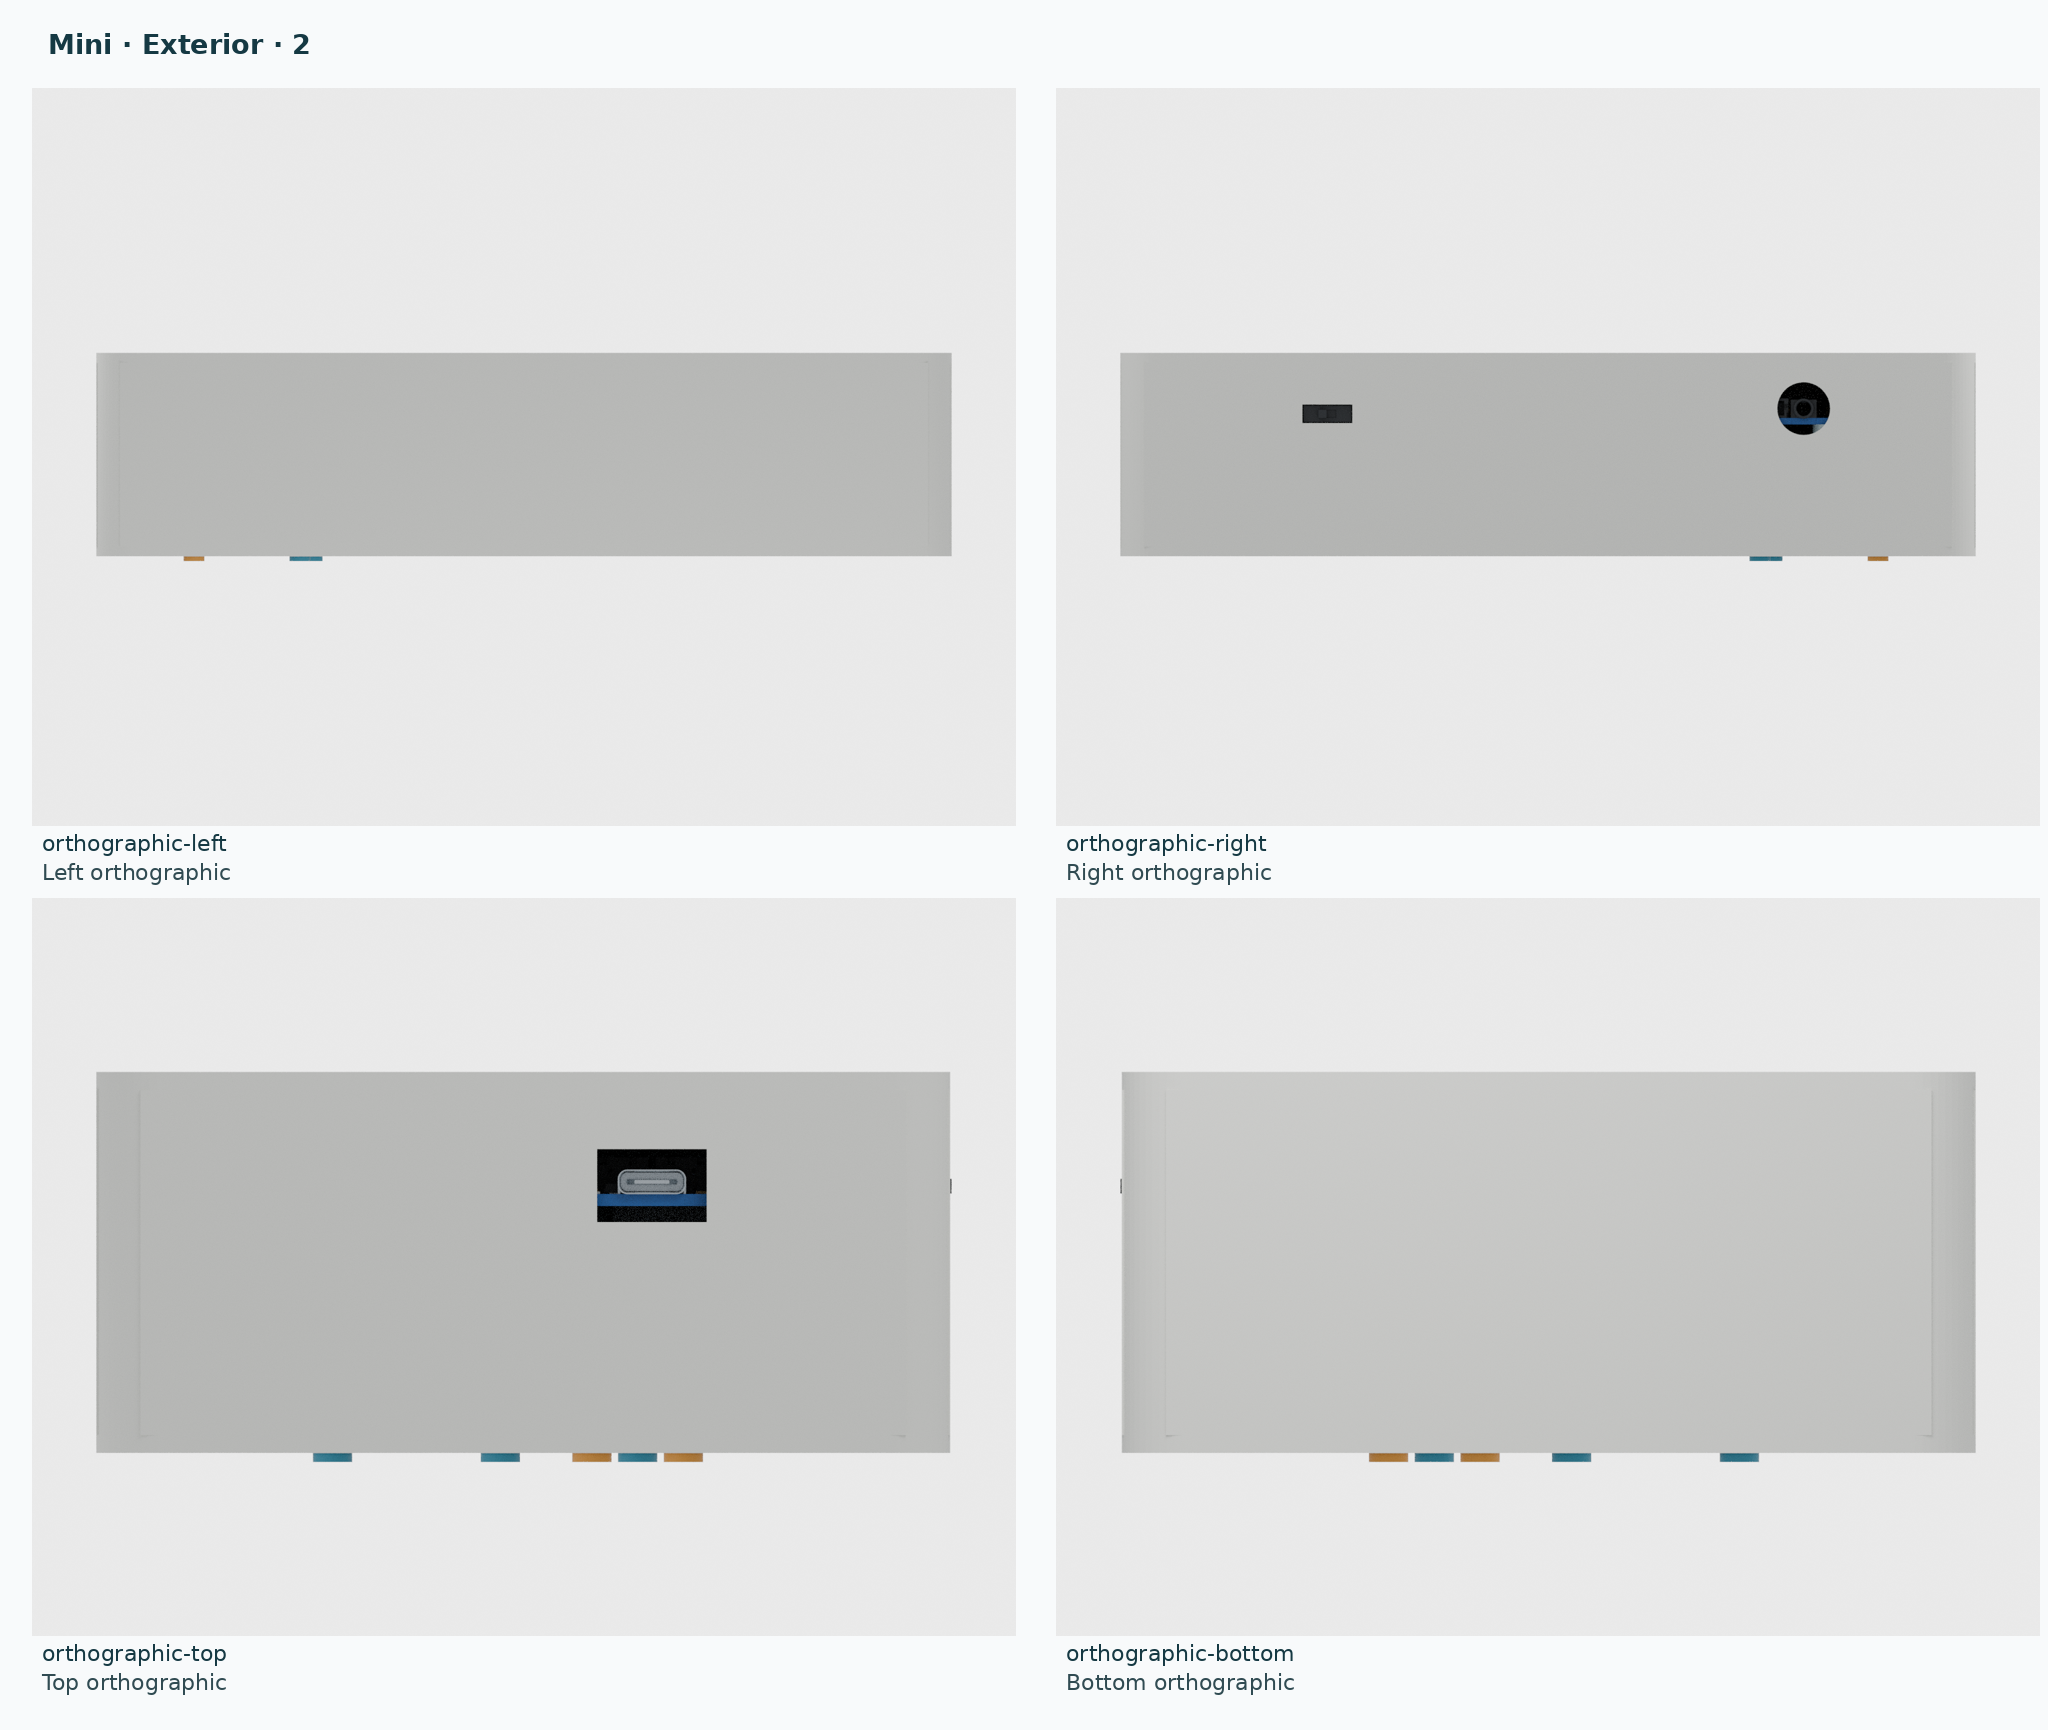 Mini · Exterior · 2
orthographic-left
Left orthographic
orthographic-right
Right orthographic
orthographic-top
Top orthographic
orthographic-bottom
Bottom orthographic